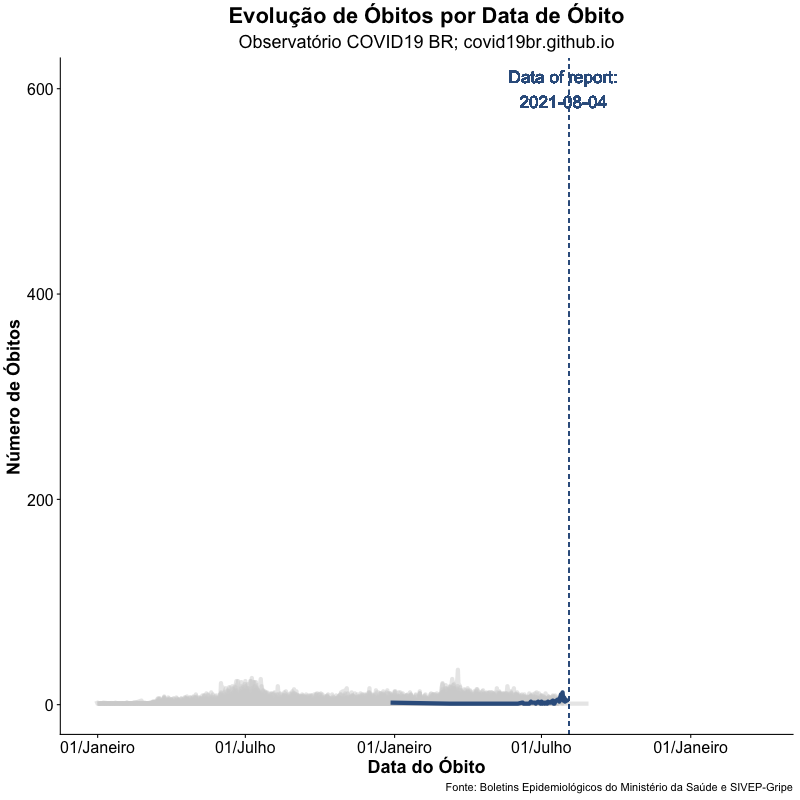 Evolução de Óbitos por Data de Óbito
Observatório COVID19 BR; covid19br.github.io
Data of report:
2021-08-04
600
400
200
0
Número de Óbitos
01/Janeiro 01/Julho 01/Janeiro 01/Julho 01/Janeiro
Data do Óbito
Fonte: Boletins Epidemiológicos do Ministério da Saúde e SIVEP-Gripe